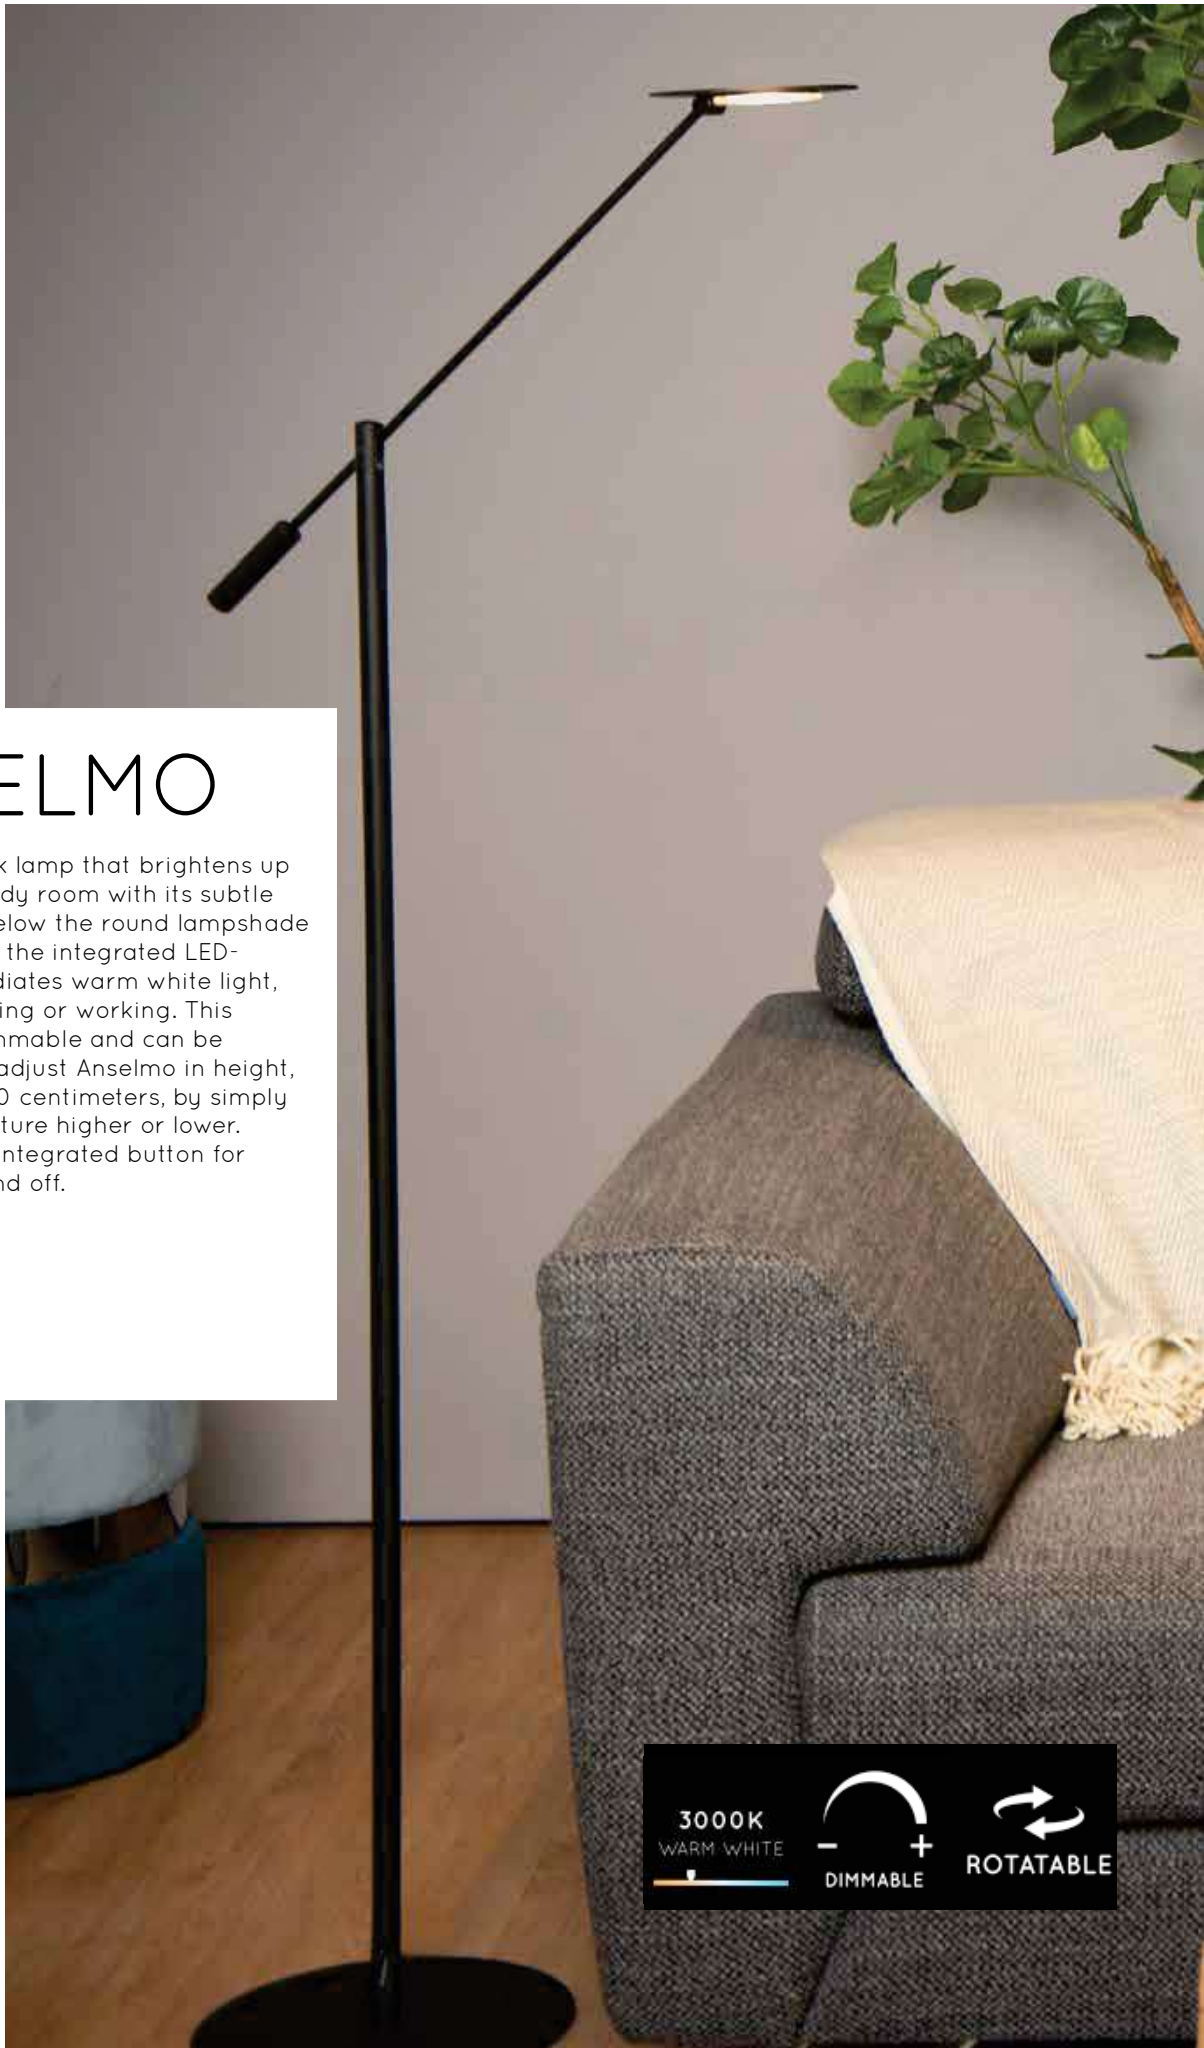 ELMO
k lamp that brightens up
dy room with its subtle
elow the round lampshade
the integrated LED-
diates warm white light,
ing or working. This
mmable and can be
adjust Anselmo in height,
0 centimeters, by simply
ture higher or lower.
integrated button for
nd off.
3000K
WARM WHITE
- +
DIMMABLE
ROTATABLE